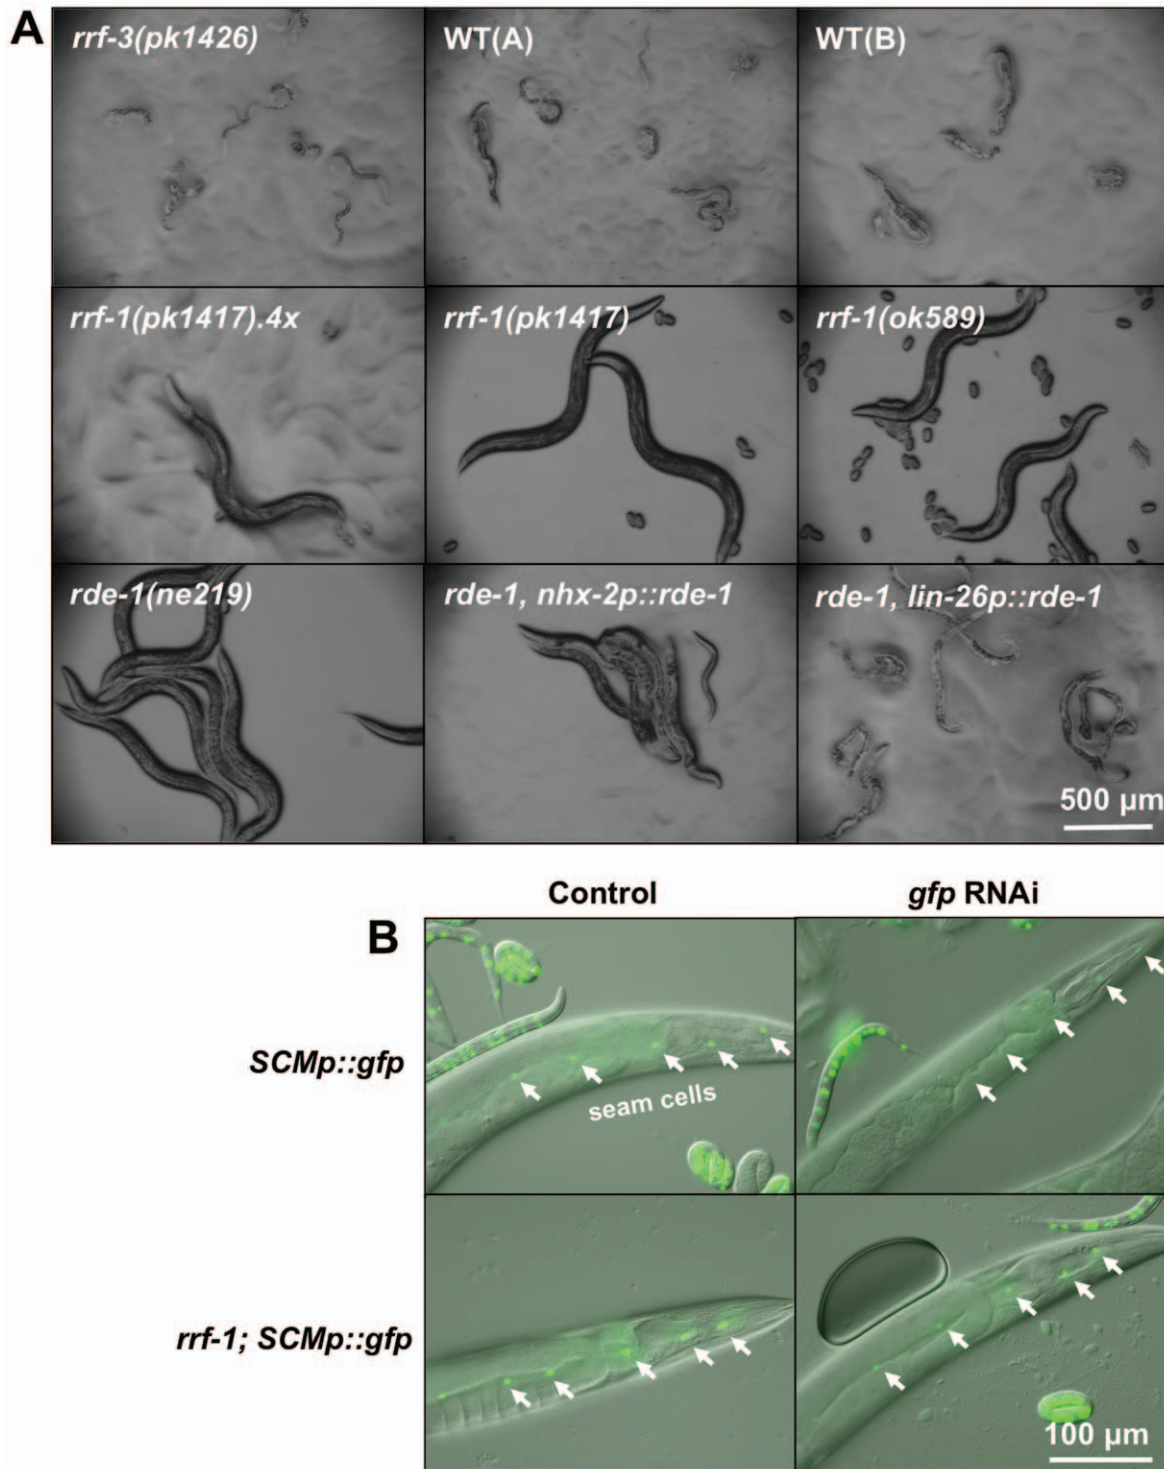 A
rrf-3(pk1426)
WT(A)
WT(B)
rrf-1(pk1417).4x
rrf-1(pk1417)
rrf-1(ok589)
rde-1(ne219)
rde-1, nhx-2p::rde-1
rde-1, lin-26p::rde-1
500 µm
Control
gfp RNAi
B
SCMp::gfp
seam cells
rrf-1; SCMp::gfp
100 µm